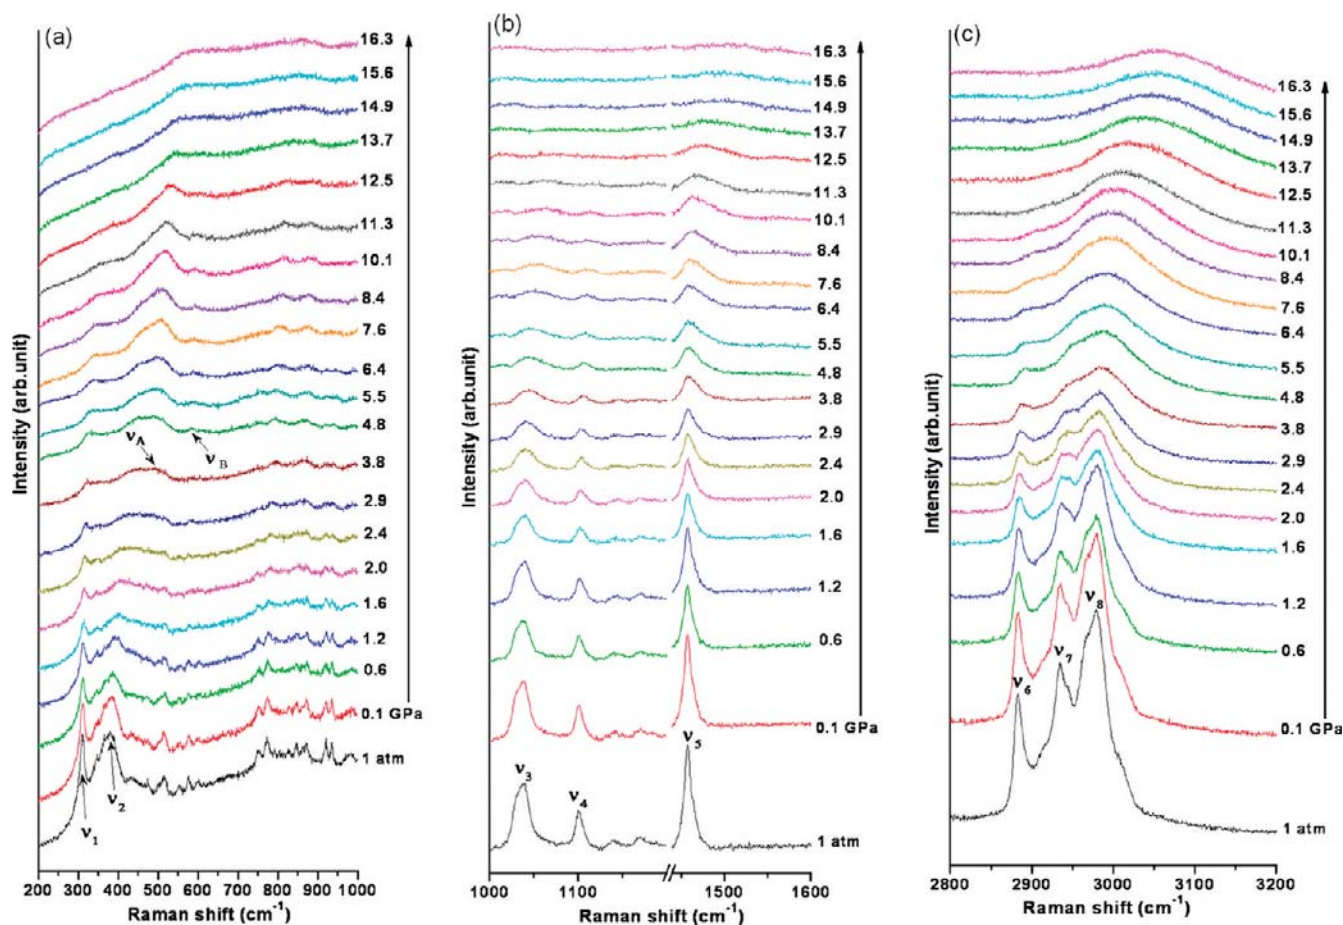 (a)
16.3
15.6
14.9
13.7
12.5
11.3
10.1
8.4
7.6
6.4
5.5
4.8
3.8
2.9
2.4
2.0
1.6
1.2
0.6
0.1 GPa
1 atm
νA
νB
ν1
ν2
Intensity (arb.unit)
200 300 400 500 600 700 800 900 1000
Raman shift (cm-1)
(b)
16.3
15.6
14.9
13.7
12.5
11.3
10.1
8.4
7.6
6.4
5.5
4.8
3.8
2.9
2.4
2.0
1.6
1.2
0.6
0.1 GPa
1 atm
ν3
ν4
ν5
Intensity (arb.unit)
1000 1100 1500 1600
Raman shift (cm-1)
(c)
16.3
15.6
14.9
13.7
12.5
11.3
10.1
8.4
7.6
6.4
5.5
4.8
3.8
2.9
2.4
2.0
1.6
1.2
0.6
0.1 GPa
1 atm
ν6
ν7
ν8
Intensity (arb.unit)
2800 2900 3000 3100 3200
Raman shift (cm-1)